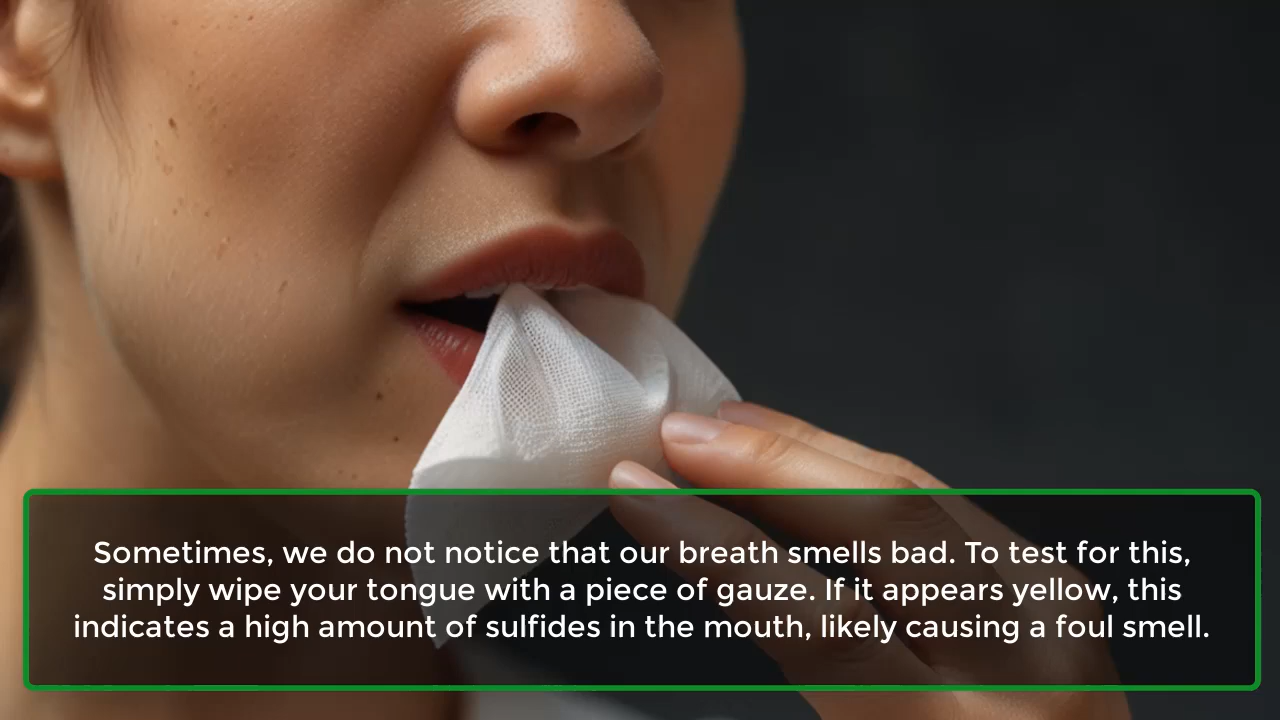 Sometimes, we do not notice that our breath smells bad. To test for this,
simply wipe your tongue with a piece of gauze. If it appears yellow, this
indicates a high amount of sulfides in the mouth, likely causing a foul smell.